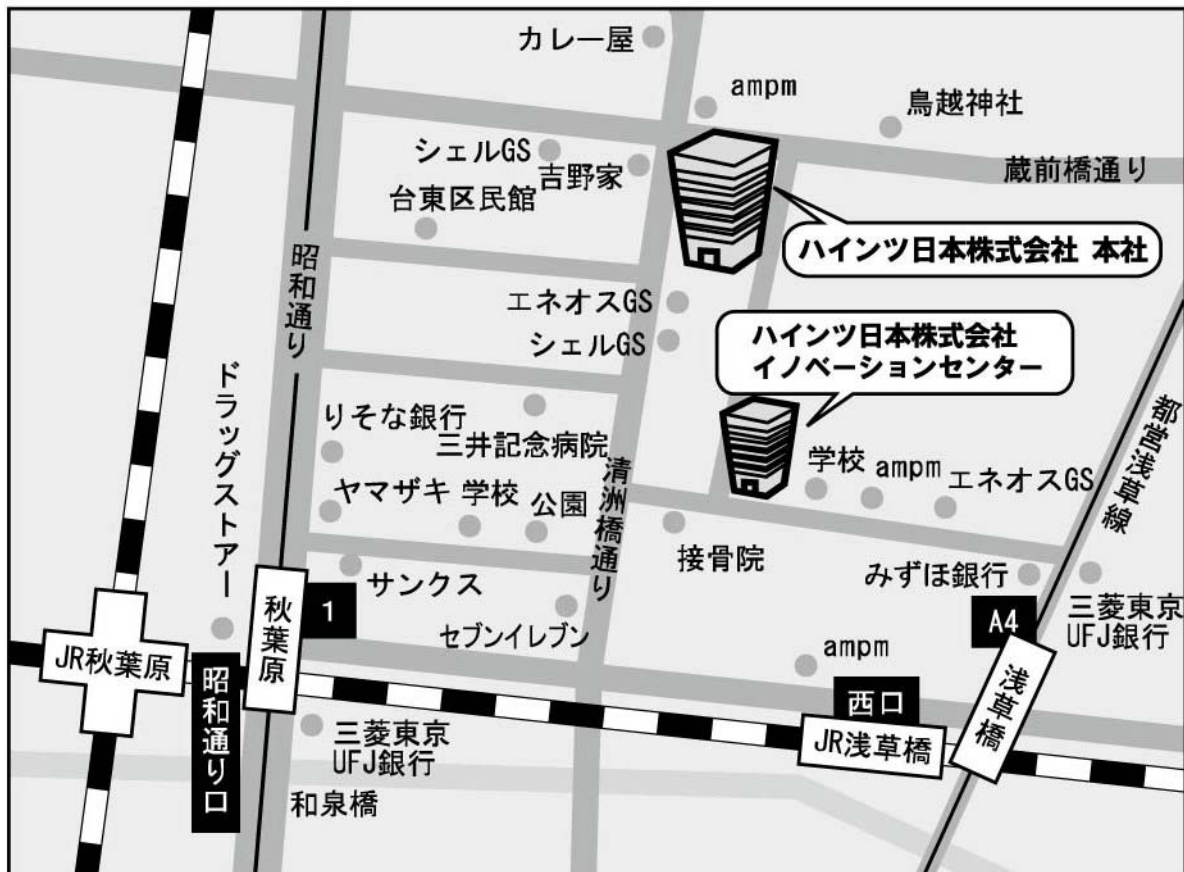 カレー屋
ampm
鳥越神社
シェルGS
吉野家
蔵前橋通り
台東区民館
昭和通り
ハインツ日本株式会社 本社
エネオスGS
シェルGS
ハインツ日本株式会社
イノベーションセンター
ドラッグストアー
りそな銀行
三井記念病院
清洲橋通り
都営浅草線
学校
ampm
エネオスGS
ヤマザキ
学校
公園
接骨院
サンクス
みずほ銀行
秋葉原
1
セブンイレブン
A4
三菱東京
UFJ銀行
JR秋葉原
昭和通り口
ampm
西口
JR浅草橋
浅草橋
三菱東京
UFJ銀行
和泉橋